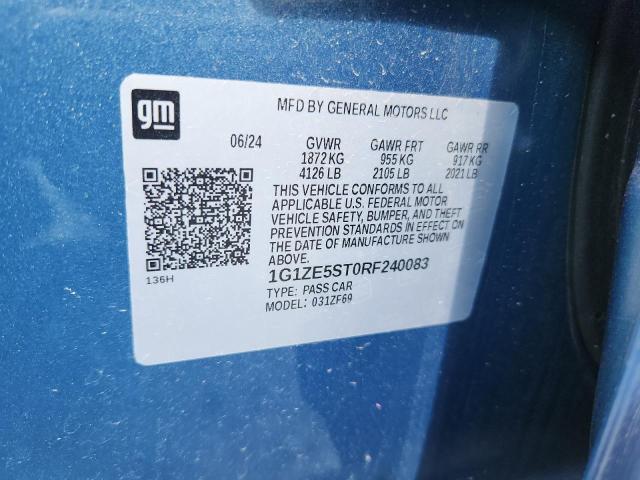 gm
MFD BY GENERAL MOTORS LLC
06/24 GVWR GAWR FRT GAWR RR
1872 KG 955 KG 917 KG
4126 LB 2105 LB 2021 LB
THIS VEHICLE CONFORMS TO ALL
APPLICABLE U.S. FEDERAL MOTOR
VEHICLE SAFETY, BUMPER, AND THEFT
PREVENTION STANDARDS IN EFFECT ON
THE DATE OF MANUFACTURE SHOWN
ABOVE.
136H
1G1ZE5ST0RF240083
TYPE: PASS CAR
MODEL: 031ZF69